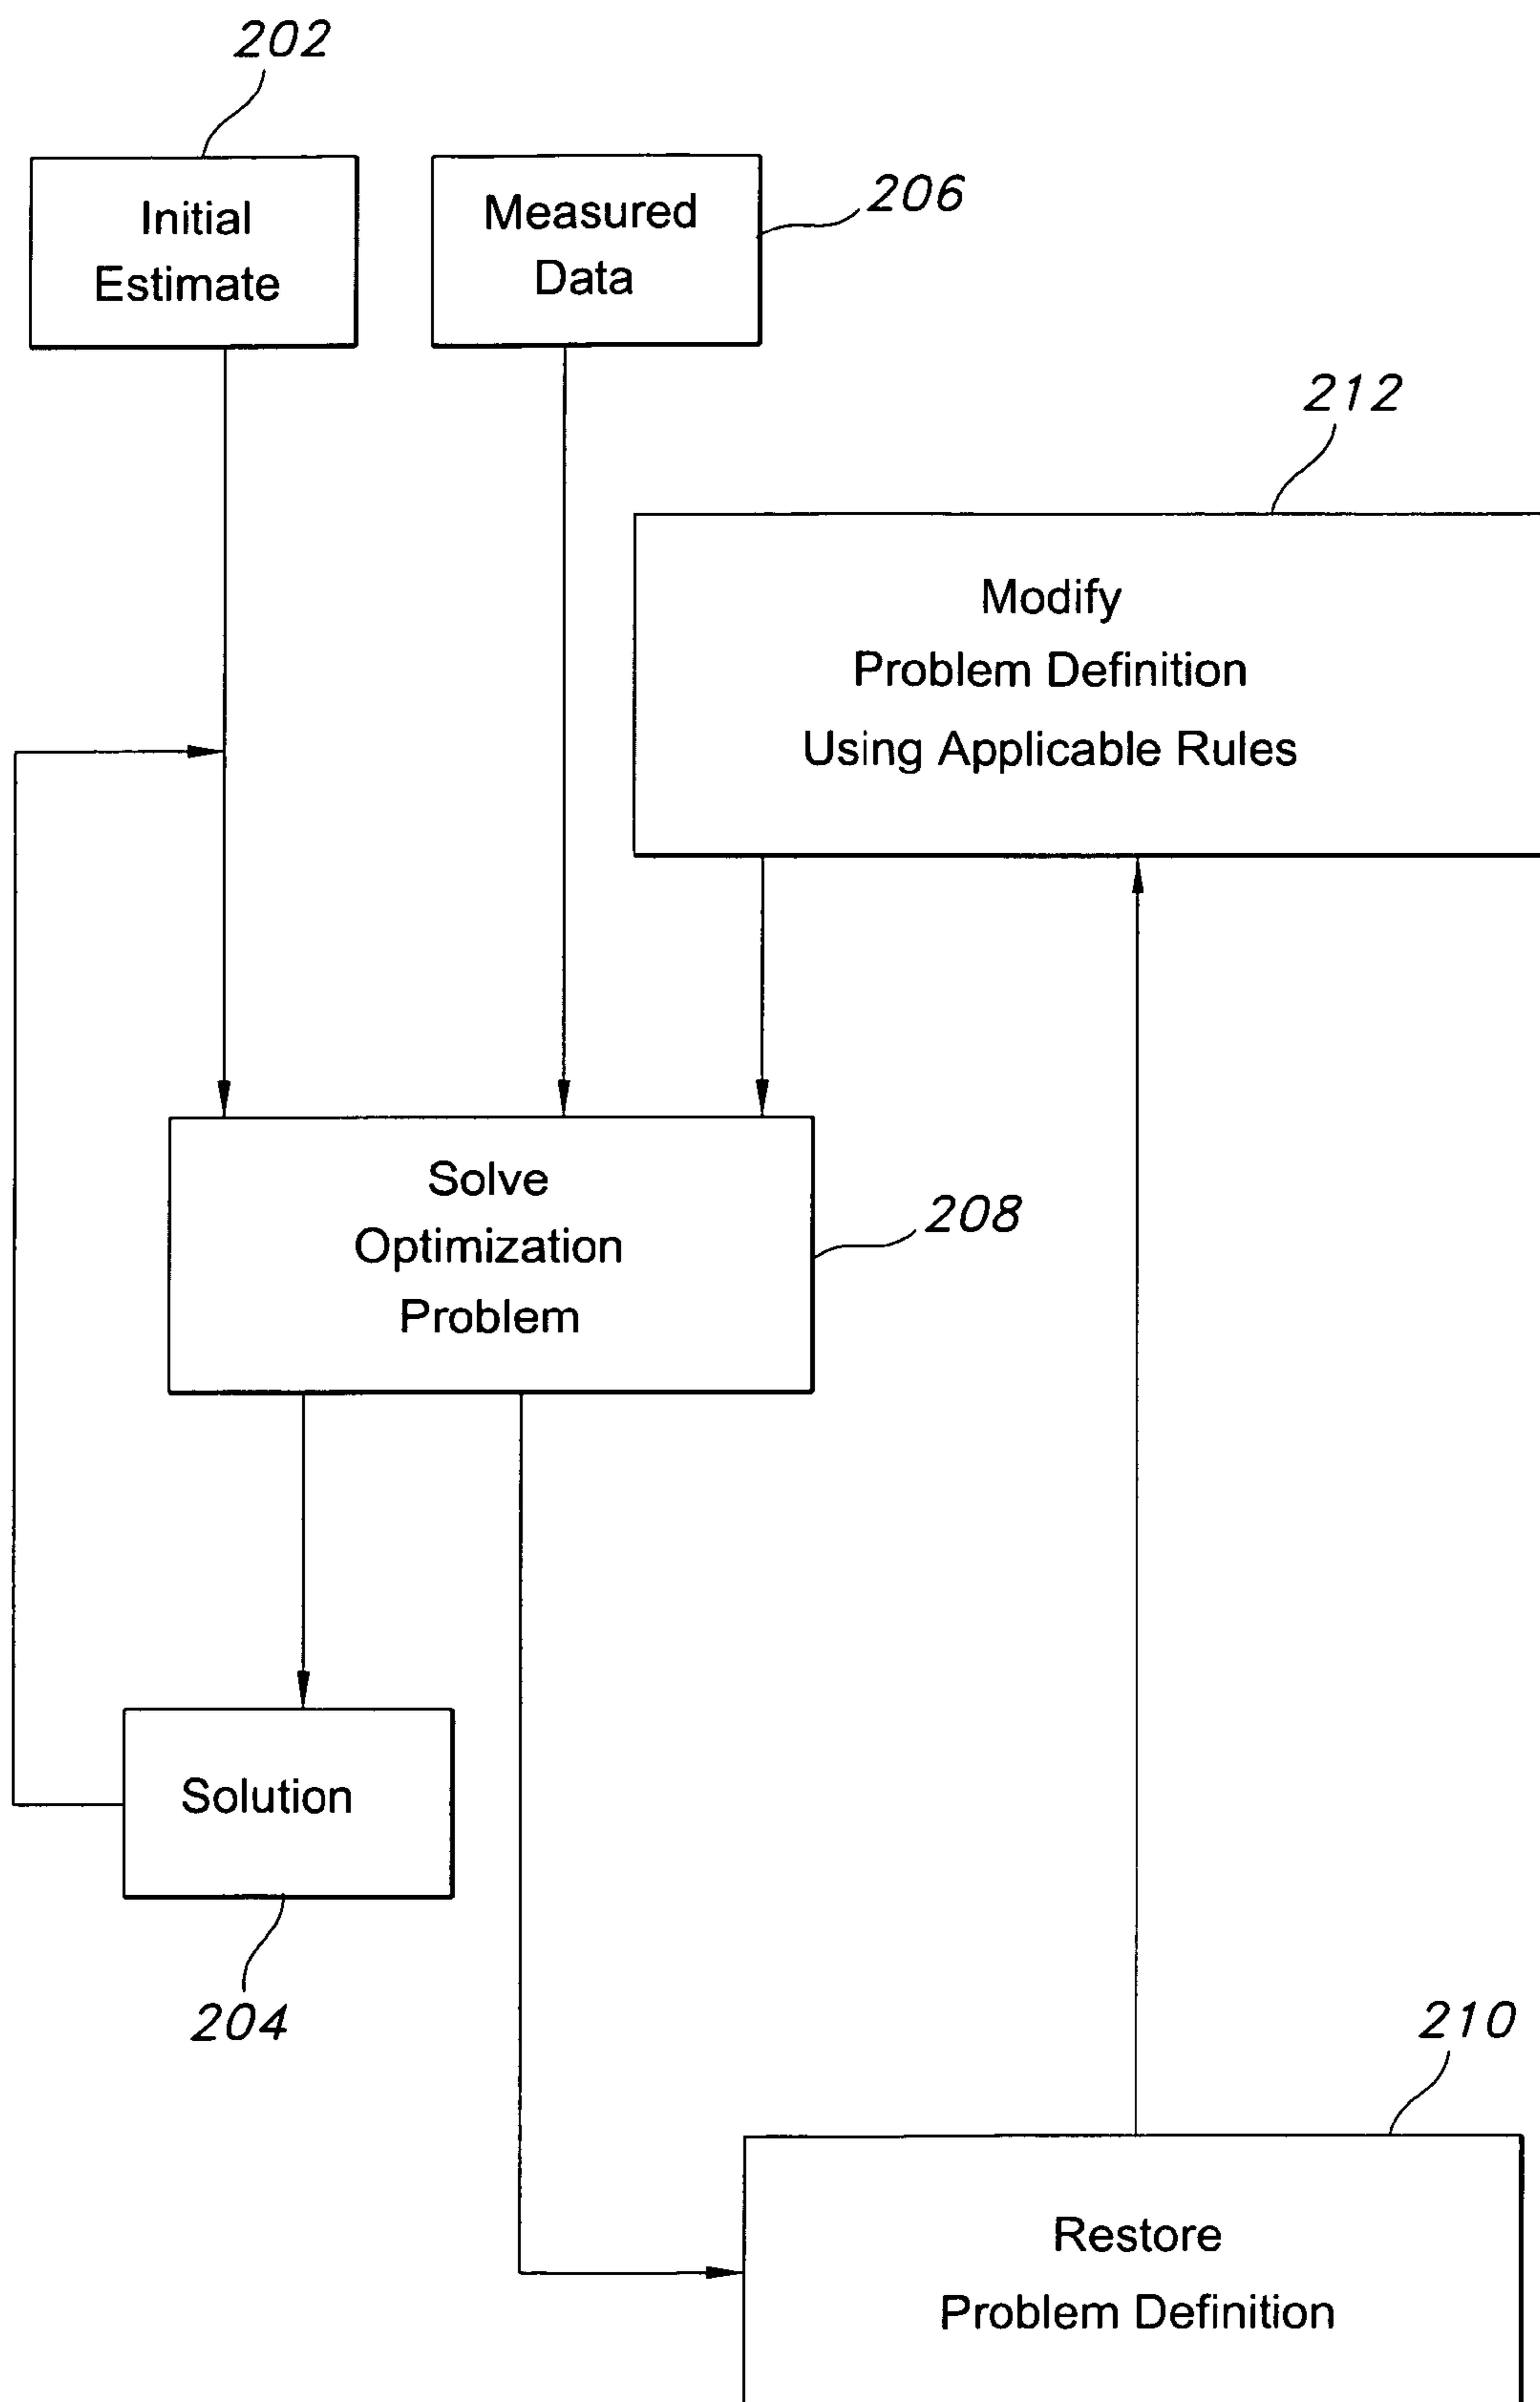 202
Initial
Estimate
Measured
Data
206
212
Modify
Problem Definition
Using Applicable Rules
Solve
Optimization
Problem
208
Solution
204
210
Restore
Problem Definition